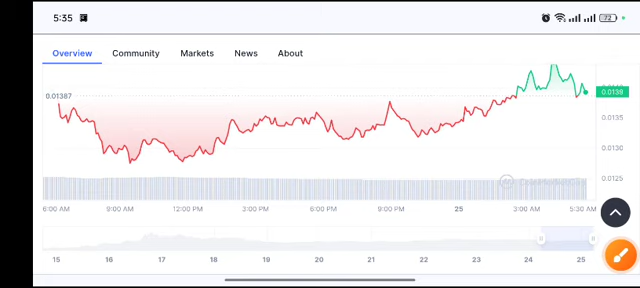 5:35 72
Overview Community Markets News About
0.01387
0.0139
0.0135
0.0130
0.0125
CoinMarketCap
6:00 AM 9:00 AM 12:00 PM 3:00 PM 6:00 PM 9:00 PM 25 3:00 AM 5:30 AM
15 16 17 18 19 20 21 22 23 24 25